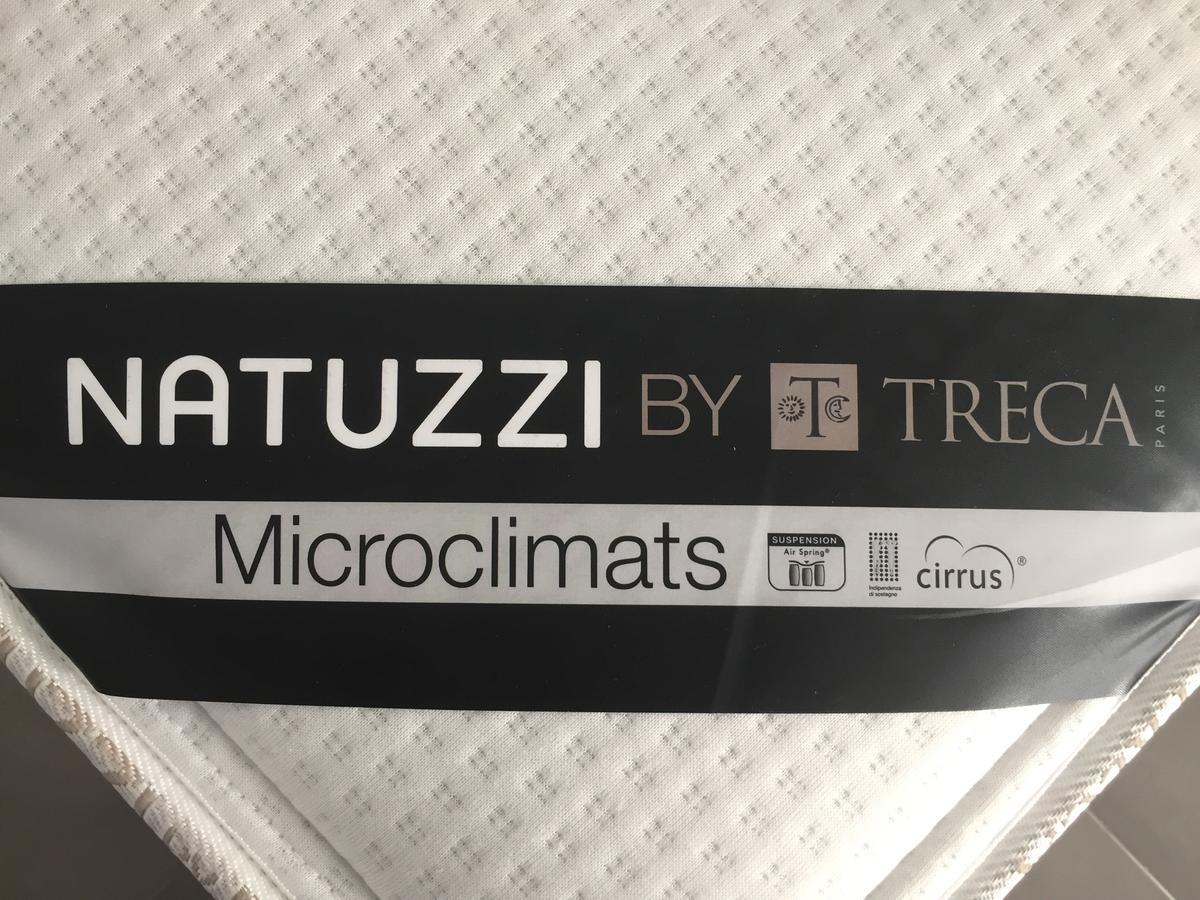 NATUZZI BY T TRECA PARIS
Microclimats
SUSPENSION
Air Spring®
Indipendenza
di sostegno
cirrus®